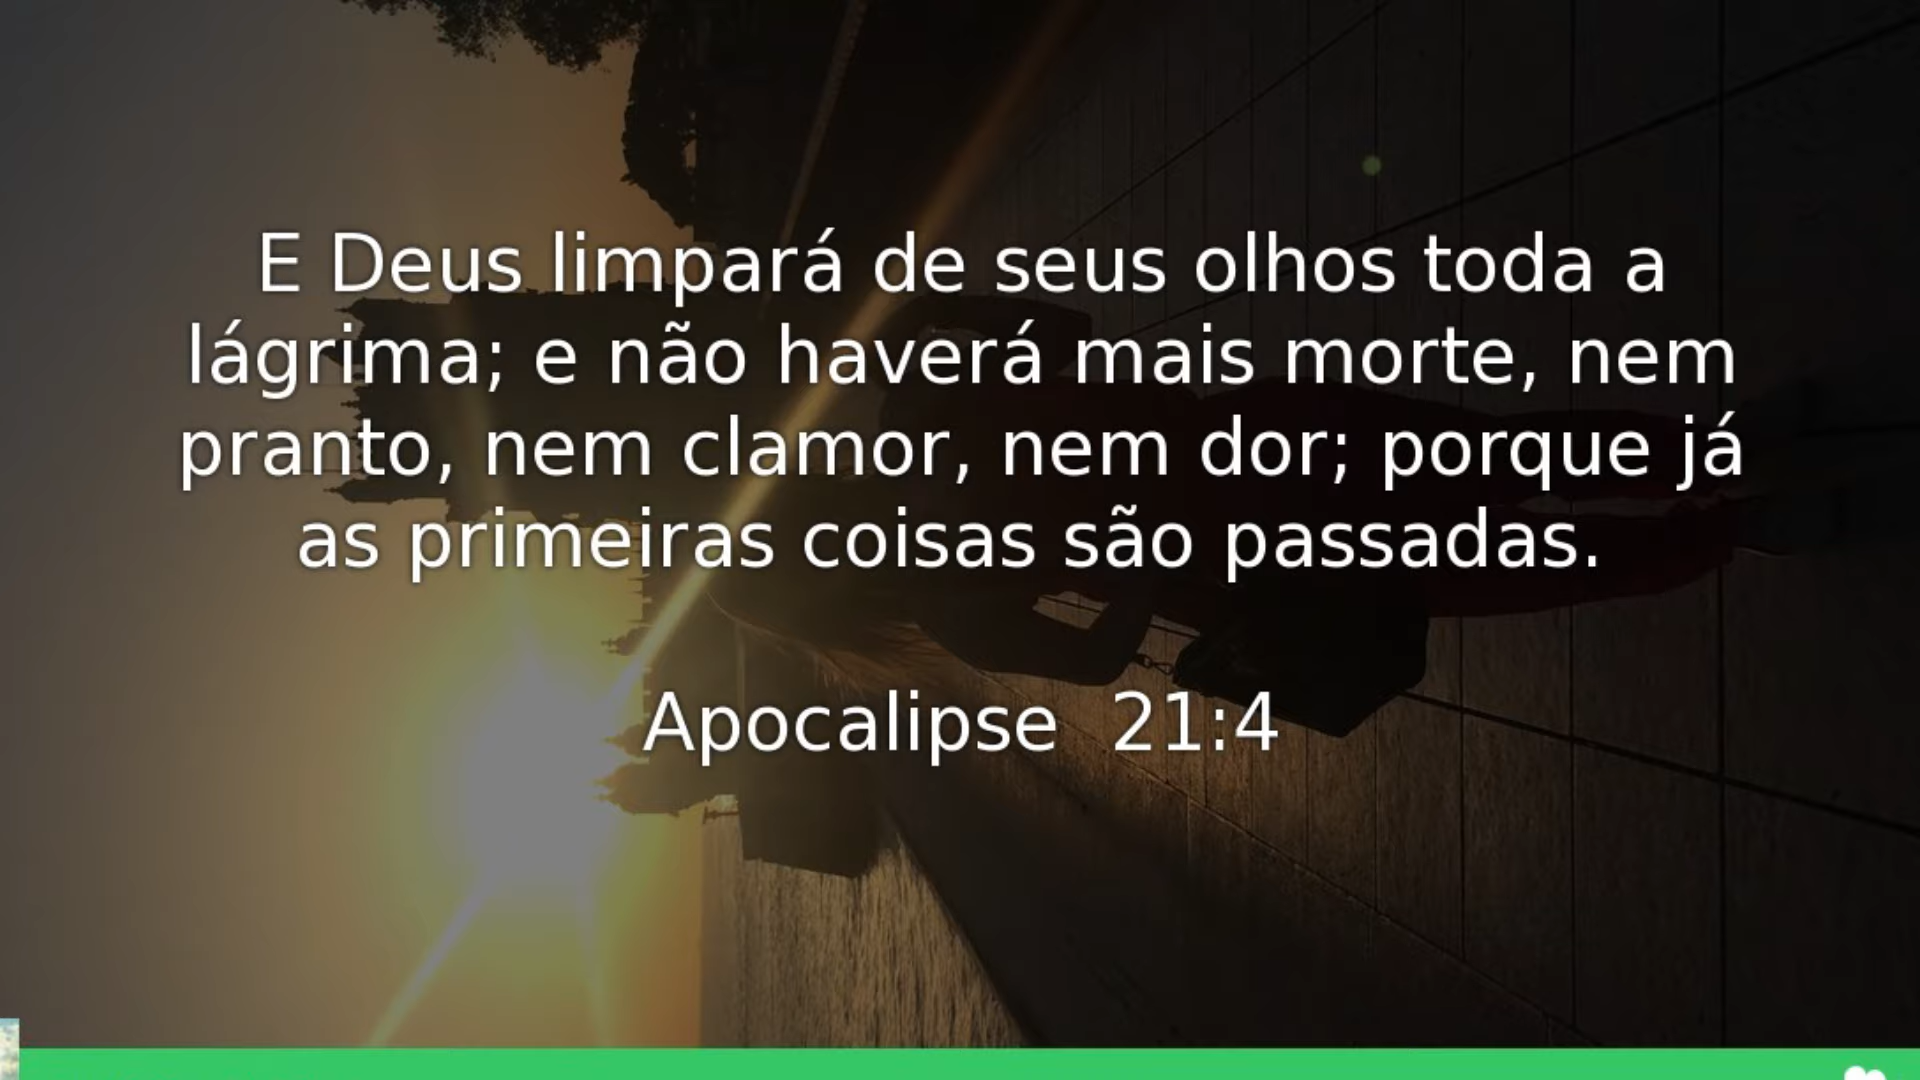 E Deus limpará de seus olhos toda a
lágrima; e não haverá mais morte, nem
pranto, nem clamor, nem dor; porque já
as primeiras coisas são passadas.
Apocalipse 21:4